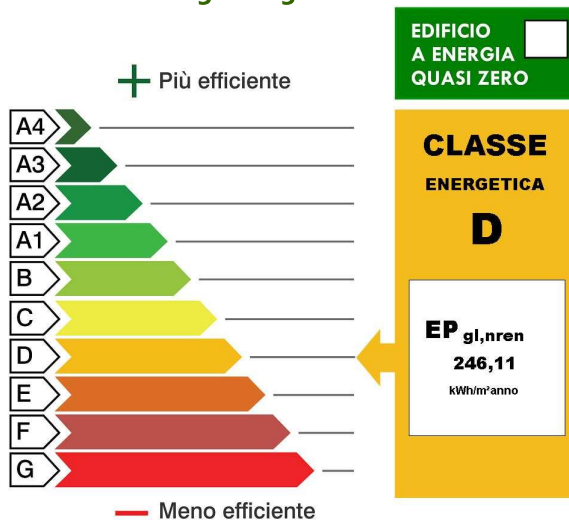 EDIFICIO
A ENERGIA
QUASI ZERO
Più efficiente
A4
A3
A2
A1
B
C
D
E
F
G
Meno efficiente
CLASSE
ENERGETICA
D
EP gl,nren
246,11
kWh/m²anno